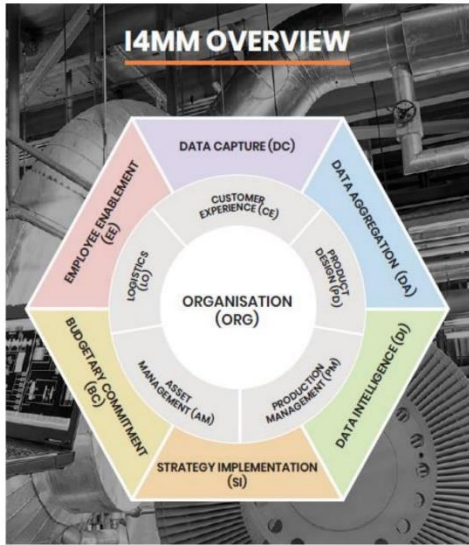 I4MM OVERVIEW
DATA CAPTURE (DC)
EMPLOYEE ENABLEMENT
(EE)
DATA AGGREGATION (DA)
CUSTOMER
EXPERIENCE (CE)
LOGISTICS
(LO)
PRODUCT
DESIGN (PD)
ORGANISATION
(ORG)
ASSET
MANAGEMENT (AM)
PRODUCTION
MANAGEMENT (PM)
BUDGETARY COMMITMENT
(BC)
DATA INTELLIGENCE (DI)
STRATEGY IMPLEMENTATION
(SI)